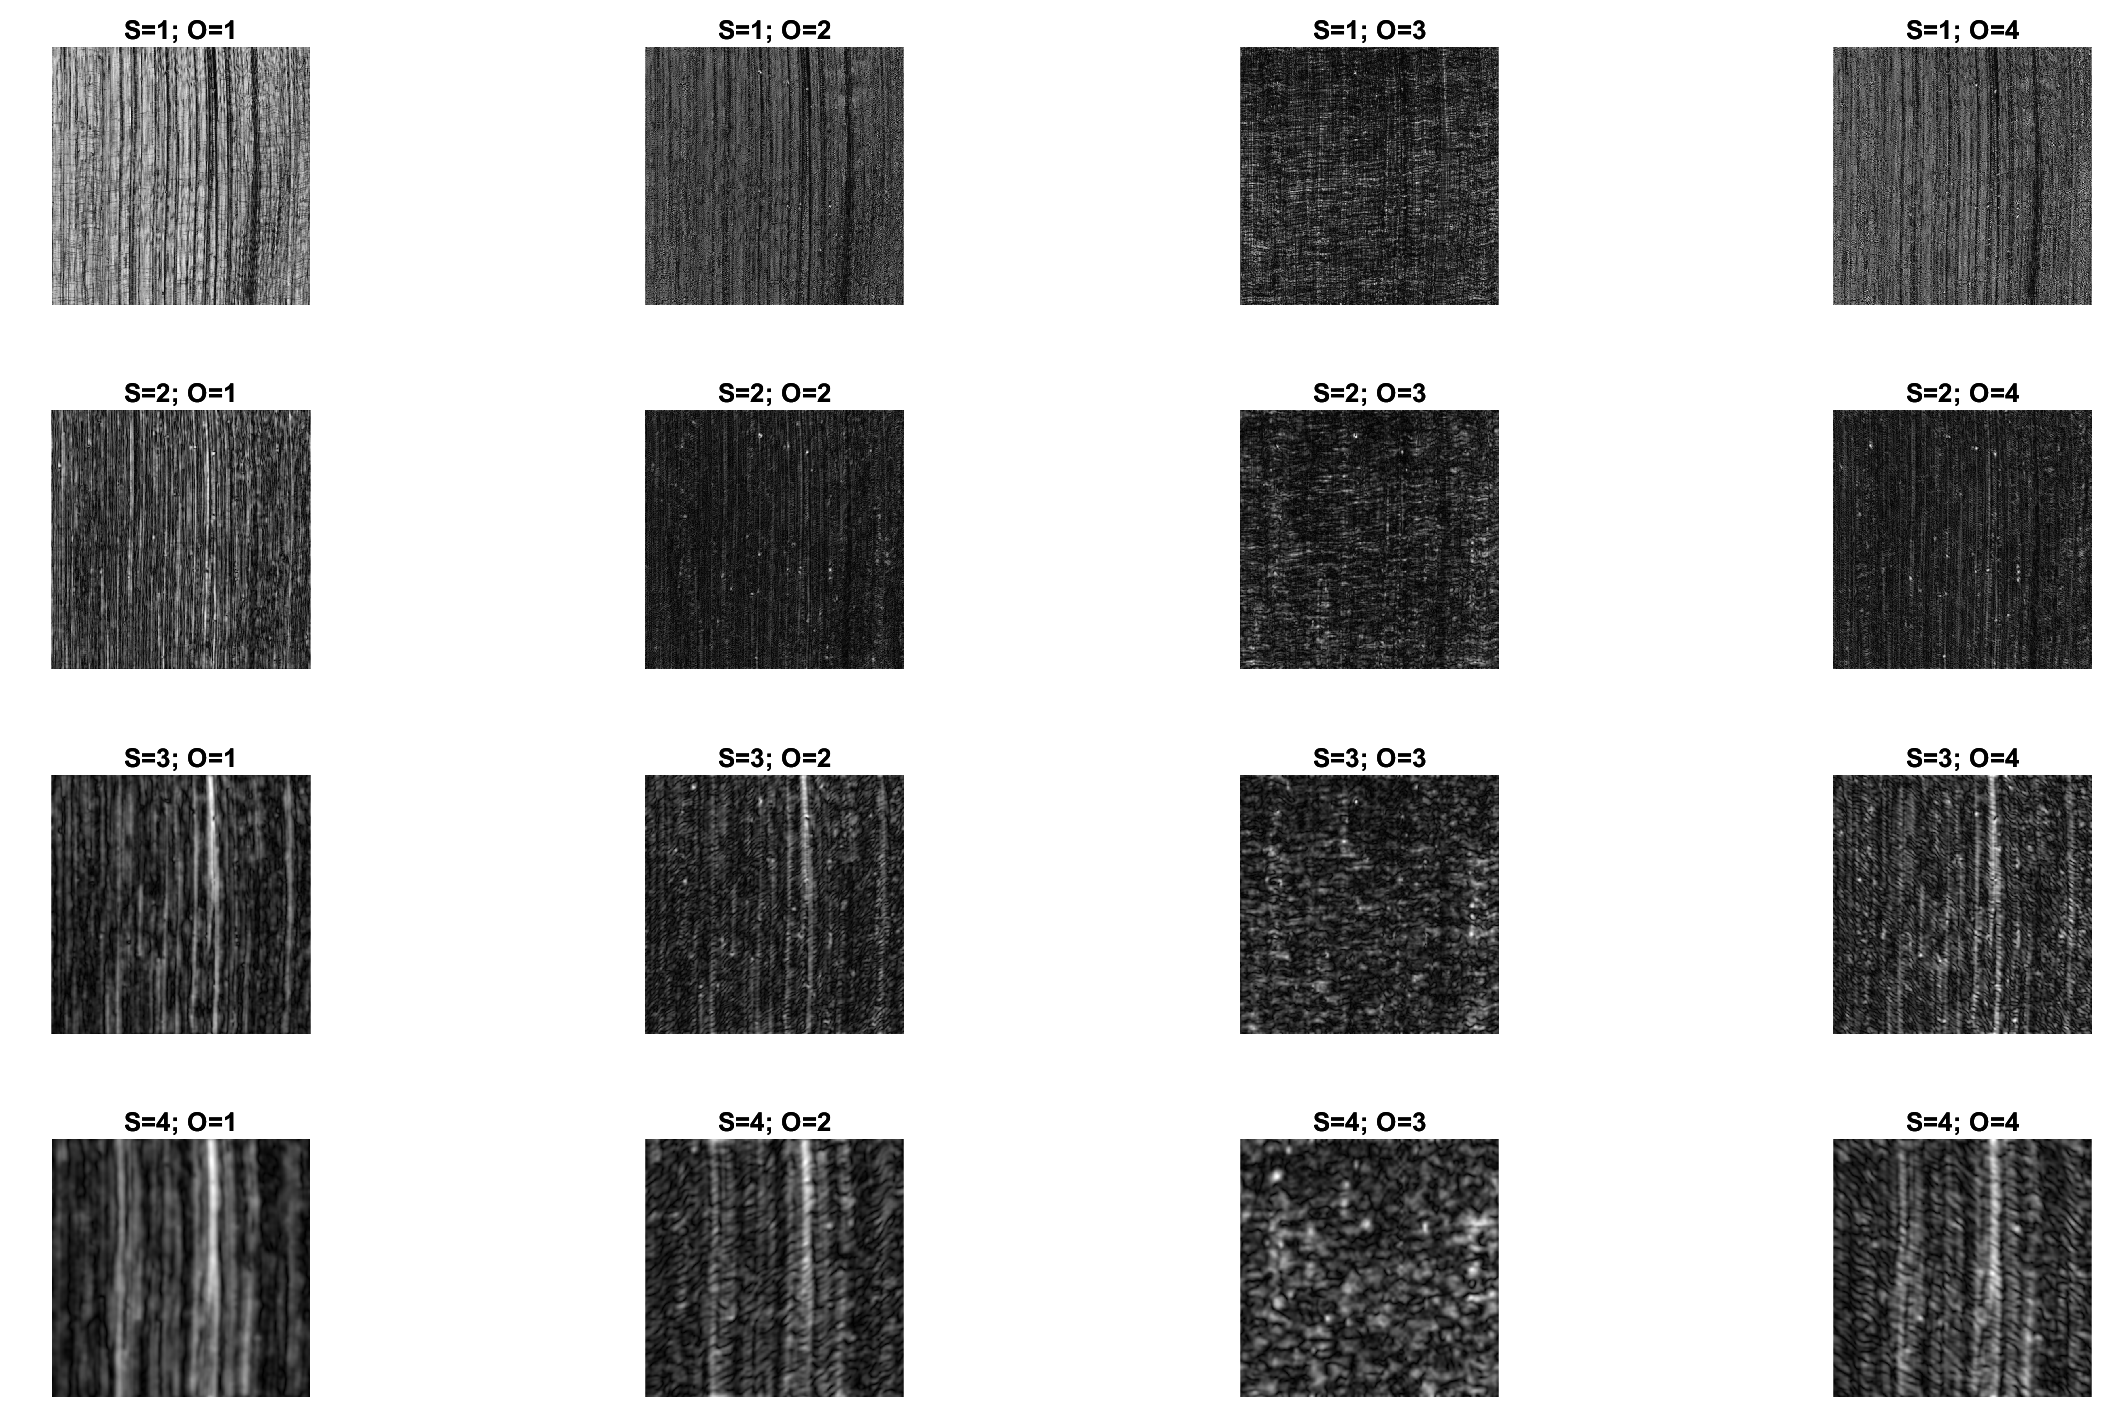 S=1; O=1
S=1; O=2
S=1; O=3
S=1; O=4
S=2; O=1
S=2; O=2
S=2; O=3
S=2; O=4
S=3; O=1
S=3; O=2
S=3; O=3
S=3; O=4
S=4; O=1
S=4; O=2
S=4; O=3
S=4; O=4